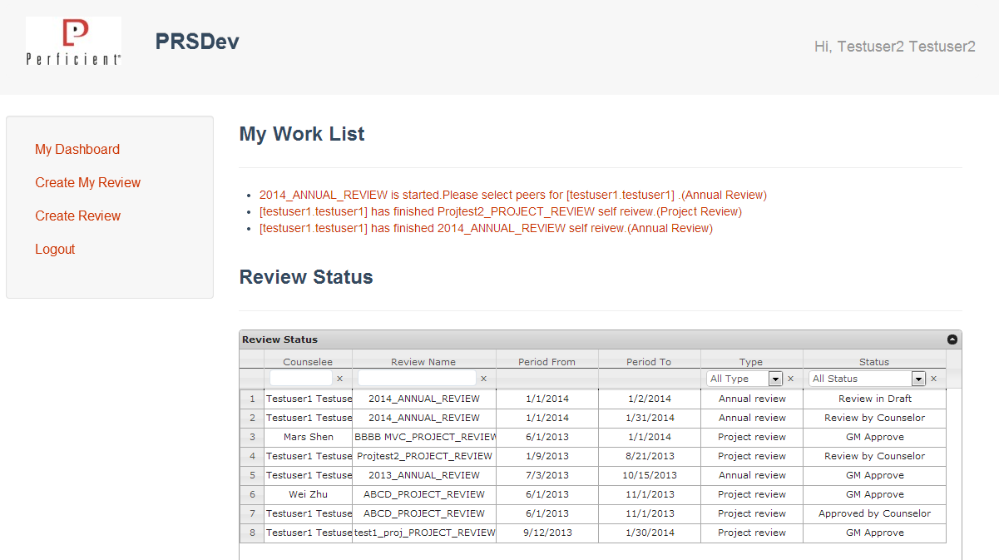 Perficient®
PRSDev
Hi, Testuser2 Testuser2
My Dashboard
Create My Review
Create Review
Logout
My Work List
2014_ANNUAL_REVIEW is started.Please select peers for [testuser1.testuser1] .(Annual Review)
[testuser1.testuser1] has finished Projtest2_PROJECT_REVIEW self reivew.(Project Review)
[testuser1.testuser1] has finished 2014_ANNUAL_REVIEW self reivew.(Annual Review)
Review Status
Review Status
Counselee Review Name Period From Period To Type Status
x x All Type x All Status x
1 Testuser1 Testuse 2014_ANNUAL_REVIEW 1/1/2014 1/2/2014 Annual review Review in Draft
2 Testuser1 Testuse 2014_ANNUAL_REVIEW 1/1/2014 1/31/2014 Annual review Review by Counselor
3 Mars Shen BBBB MVC_PROJECT_REVIEW 6/1/2013 1/1/2014 Project review GM Approve
4 Testuser1 Testuse Projtest2_PROJECT_REVIEW 1/9/2013 8/21/2013 Project review Review by Counselor
5 Testuser1 Testuse 2013_ANNUAL_REVIEW 7/3/2013 10/15/2013 Annual review GM Approve
6 Wei Zhu ABCD_PROJECT_REVIEW 6/1/2013 11/1/2013 Project review GM Approve
7 Testuser1 Testuse ABCD_PROJECT_REVIEW 6/1/2013 11/1/2013 Project review Approved by Counselor
8 Testuser1 Testuse test1_proj_PROJECT_REVIEW 9/12/2013 1/30/2014 Project review GM Approve